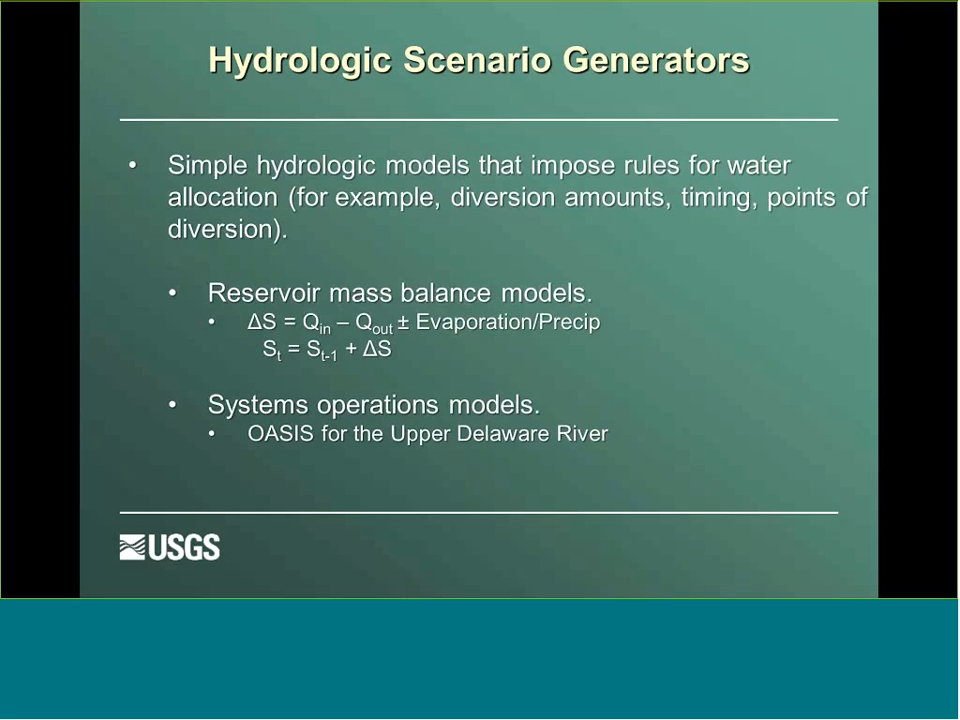 Hydrologic Scenario Generators
• Simple hydrologic models that impose rules for water
allocation (for example, diversion amounts, timing, points of
diversion).
• Reservoir mass balance models.
• ΔS = Qin – Qout ± Evaporation/Precip
St = St-1 + ΔS
• Systems operations models.
• OASIS for the Upper Delaware River
USGS